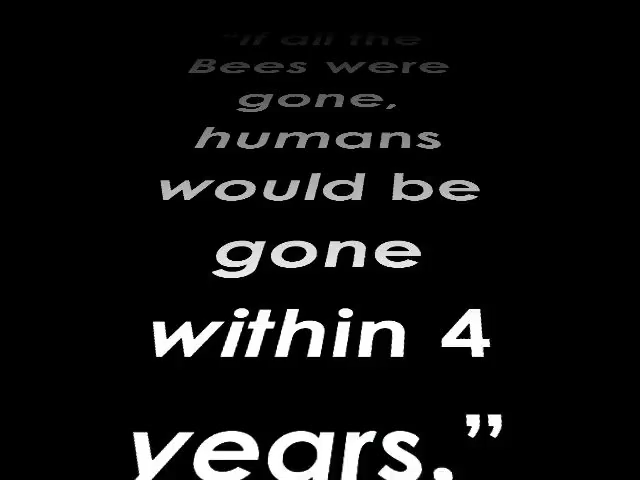 "If all the
Bees were
gone,
humans
would be
gone
within 4
years."